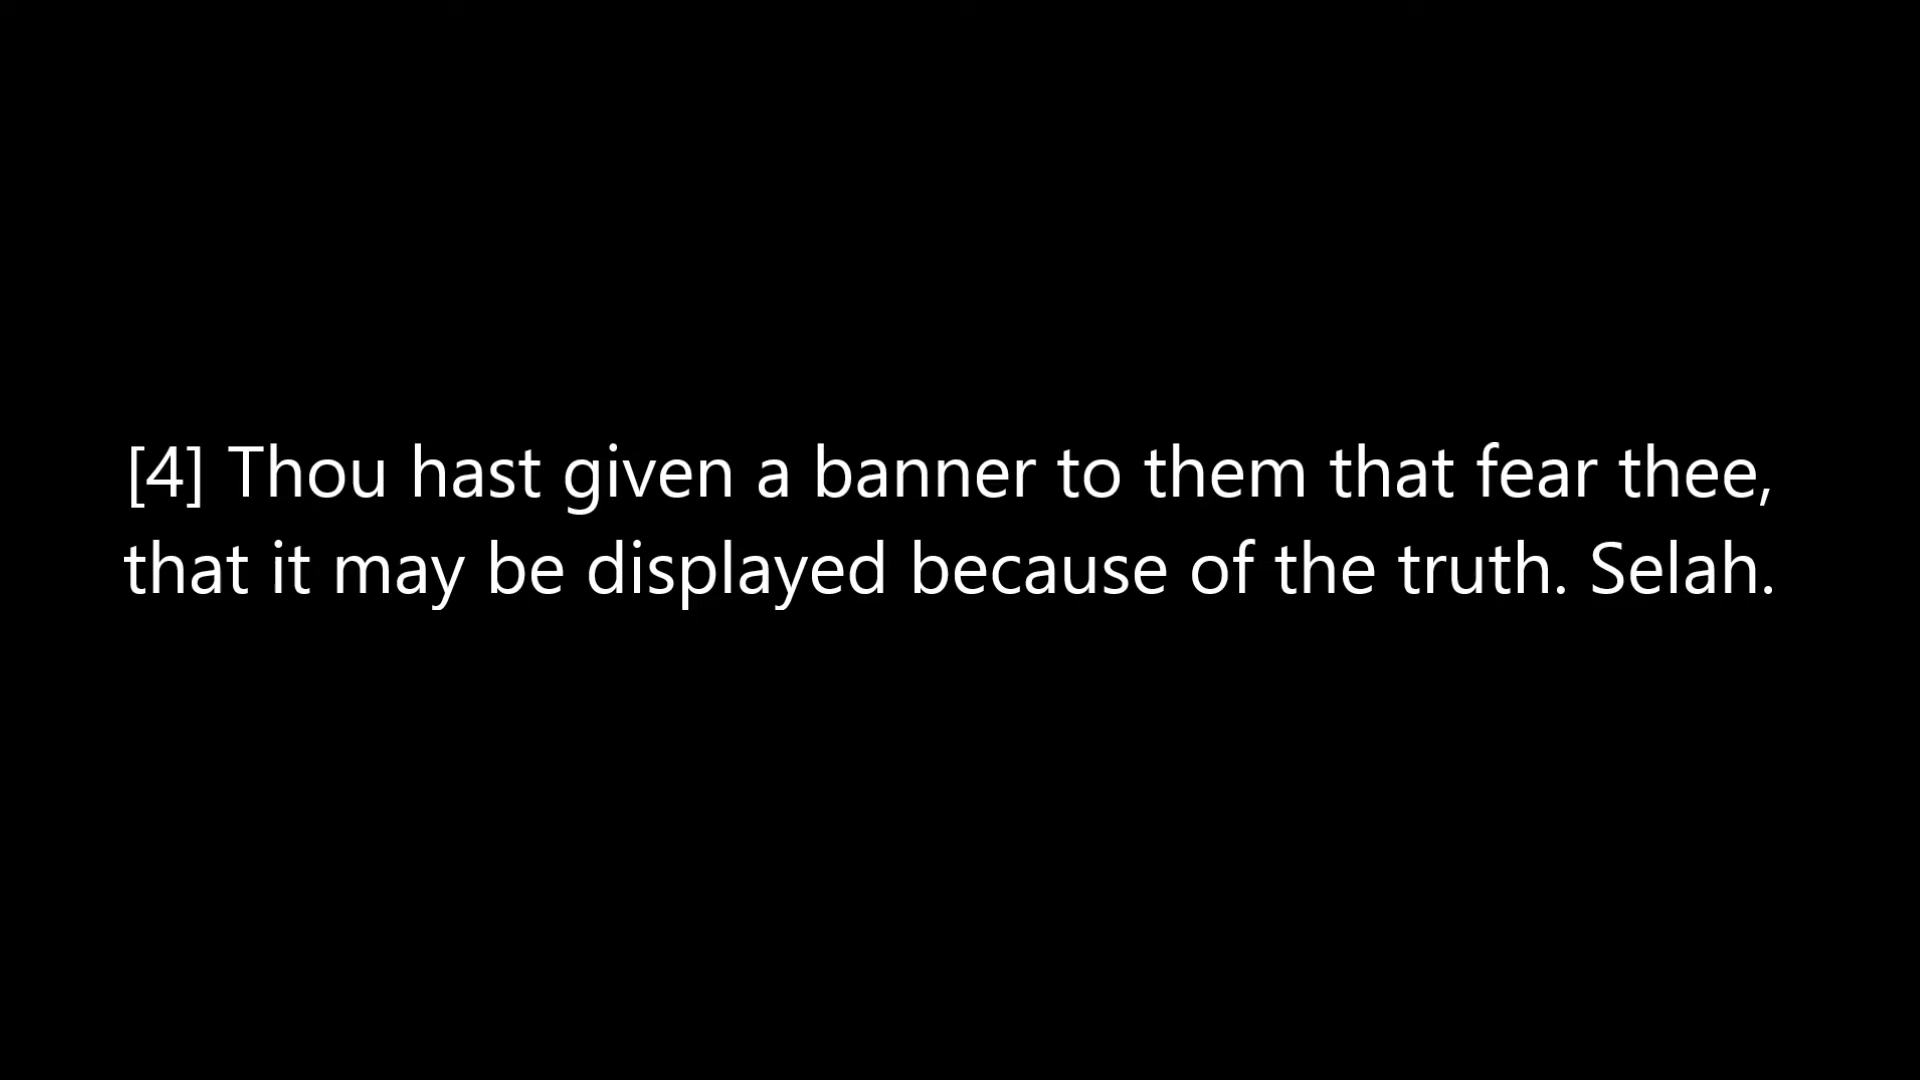 [4] Thou hast given a banner to them that fear thee,
that it may be displayed because of the truth. Selah.